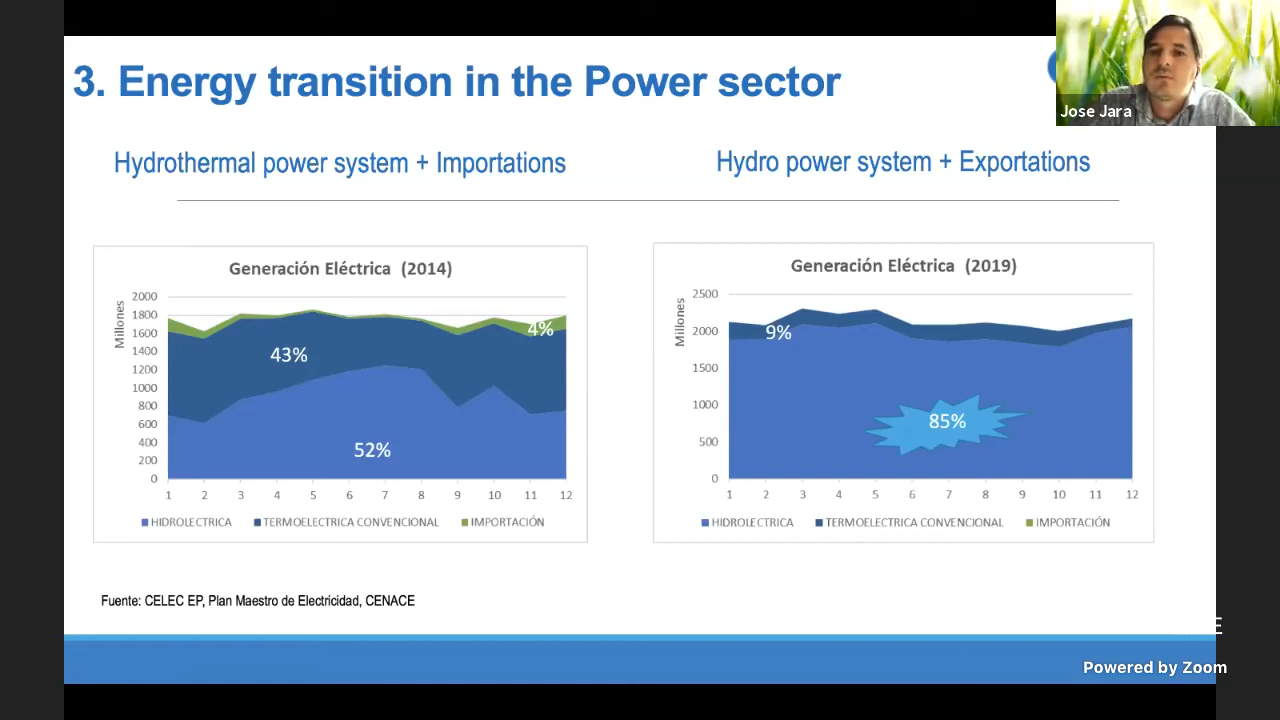 3. Energy transition in the Power sector
Jose Jara
Hydrothermal power system + Importations
Hydro power system + Exportations
Generación Eléctrica (2014)
Millones
2000
1800
1600
1400
1200
1000
800
600
400
200
0
4%
43%
52%
1 2 3 4 5 6 7 8 9 10 11 12
HIDROLECTRICA TERMOELECTRICA CONVENCIONAL IMPORTACIÓN
Generación Eléctrica (2019)
Millones
2500
2000
1500
1000
500
0
9%
85%
1 2 3 4 5 6 7 8 9 10 11 12
HIDROLECTRICA TERMOELECTRICA CONVENCIONAL IMPORTACIÓN
Fuente: CELEC EP, Plan Maestro de Electricidad, CENACE
E
Powered by Zoom